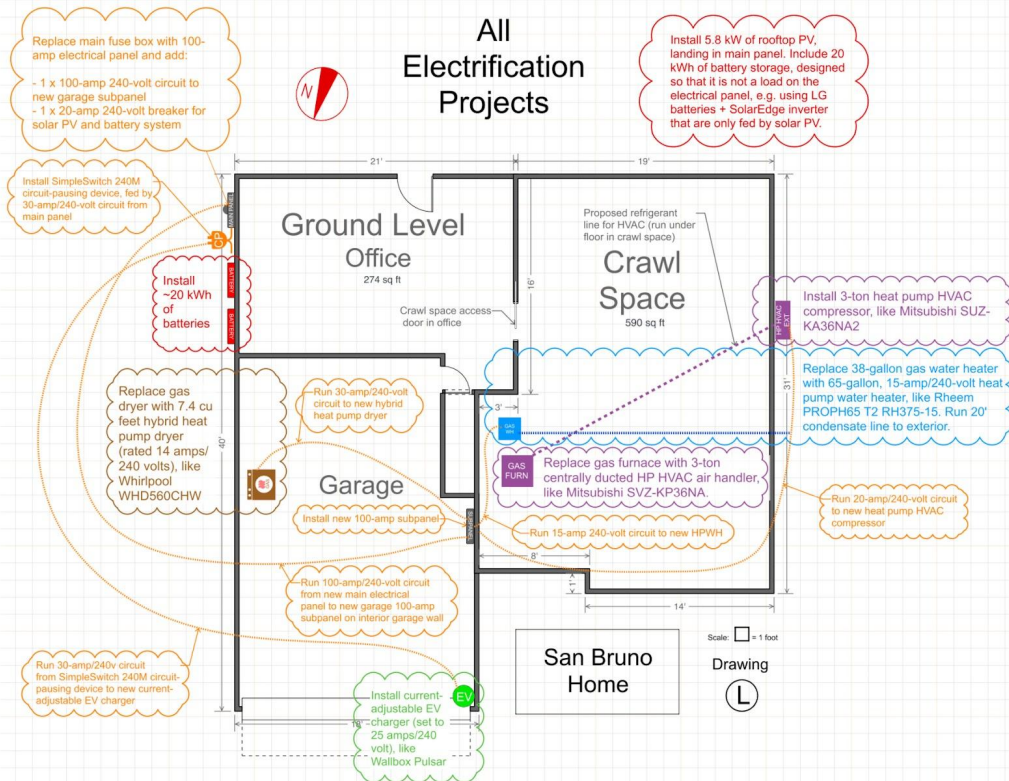 Replace main fuse box with 100-
amp electrical panel and add:
- 1 x 100-amp 240-volt circuit to
new garage subpanel
- 1 x 20-amp 240-volt breaker for
solar PV and battery system
All
Electrification
Projects
N
Install 5.8 kW of rooftop PV,
landing in main panel. Include 20
kWh of battery storage, designed
so that it is not a load on the
electrical panel, e.g. using LG
batteries + SolarEdge inverter
that are only fed by solar PV.
21'
19'
Install SimpleSwitch 240M
circuit-pausing device, fed by
30-amp/240-volt circuit from
main panel
MAIN PANEL
CP
BATTERY
BATTERY
Install
~20 kWh
of
batteries
Ground Level
Office
274 sq ft
Crawl space access
door in office
16'
Proposed refrigerant
line for HVAC (run under
floor in crawl space)
Crawl
Space
590 sq ft
HP HVAC
EXT
Install 3-ton heat pump HVAC
compressor, like Mitsubishi SUZ-
KA36NA2
31'
40'
Replace 38-gallon gas water heater
with 65-gallon, 15-amp/240-volt heat
pump water heater, like Rheem
PROPH65 T2 RH375-15. Run 20'
condensate line to exterior.
Replace gas
dryer with 7.4 cu
feet hybrid heat
pump dryer
(rated 14 amps/
240 volts), like
Whirlpool
WHD560CHW
Run 30-amp/240-volt
circuit to new hybrid
heat pump dryer
3'
GAS
WH
GAS
FURN
Replace gas furnace with 3-ton
centrally ducted HP HVAC air handler,
like Mitsubishi SVZ-KP36NA.
Garage
Install new 100-amp subpanel
SUBPANEL
Run 15-amp 240-volt circuit to new HPWH
Run 20-amp/240-volt circuit
to new heat pump HVAC
compressor
8'
1'
14'
Run 100-amp/240-volt circuit
from new main electrical
panel to new garage 100-amp
subpanel on interior garage wall
Run 30-amp/240v circuit
from SimpleSwitch 240M circuit-
pausing device to new current-
adjustable EV charger
EV
Install current-
adjustable EV
charger (set to
25 amps/240
volt), like
Wallbox Pulsar
18'
San Bruno
Home
Scale: = 1 foot
Drawing
L